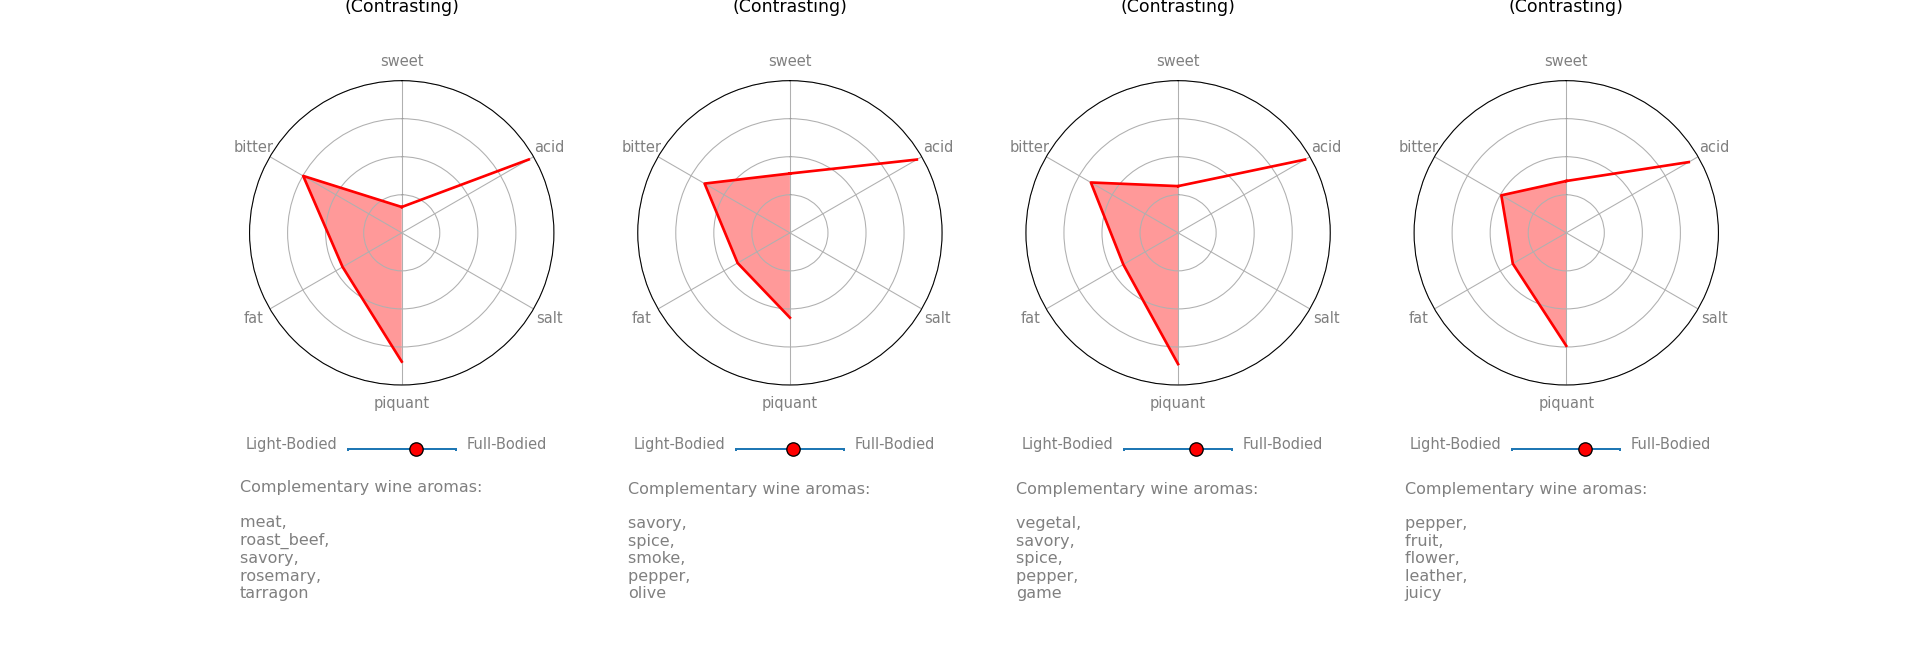 (Contrasting)
sweet
acid
bitter
fat
salt
piquant
Light-Bodied Full-Bodied
Complementary wine aromas:
meat,
roast_beef,
savory,
rosemary,
tarragon
(Contrasting)
sweet
acid
bitter
fat
salt
piquant
Light-Bodied Full-Bodied
Complementary wine aromas:
savory,
spice,
smoke,
pepper,
olive
(Contrasting)
sweet
acid
bitter
fat
salt
piquant
Light-Bodied Full-Bodied
Complementary wine aromas:
vegetal,
savory,
spice,
pepper,
game
(Contrasting)
sweet
acid
bitter
fat
salt
piquant
Light-Bodied Full-Bodied
Complementary wine aromas:
pepper,
fruit,
flower,
leather,
juicy